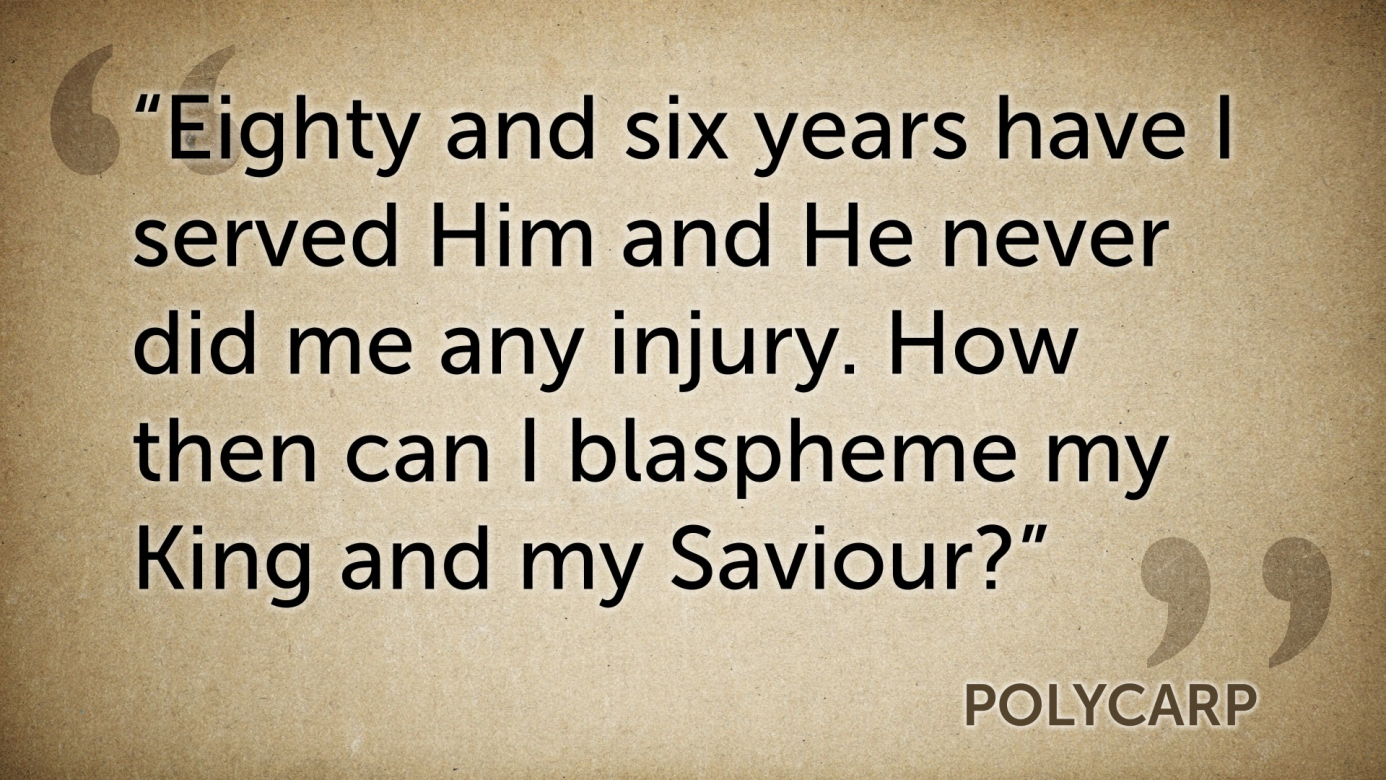 “Eighty and six years have I
served Him and He never
did me any injury. How
then can I blaspheme my
King and my Saviour?”
POLYCARP